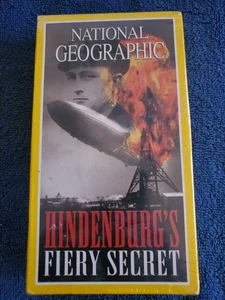 NATIONAL
GEOGRAPHIC
HINDENBURG'S
FIERY SECRET